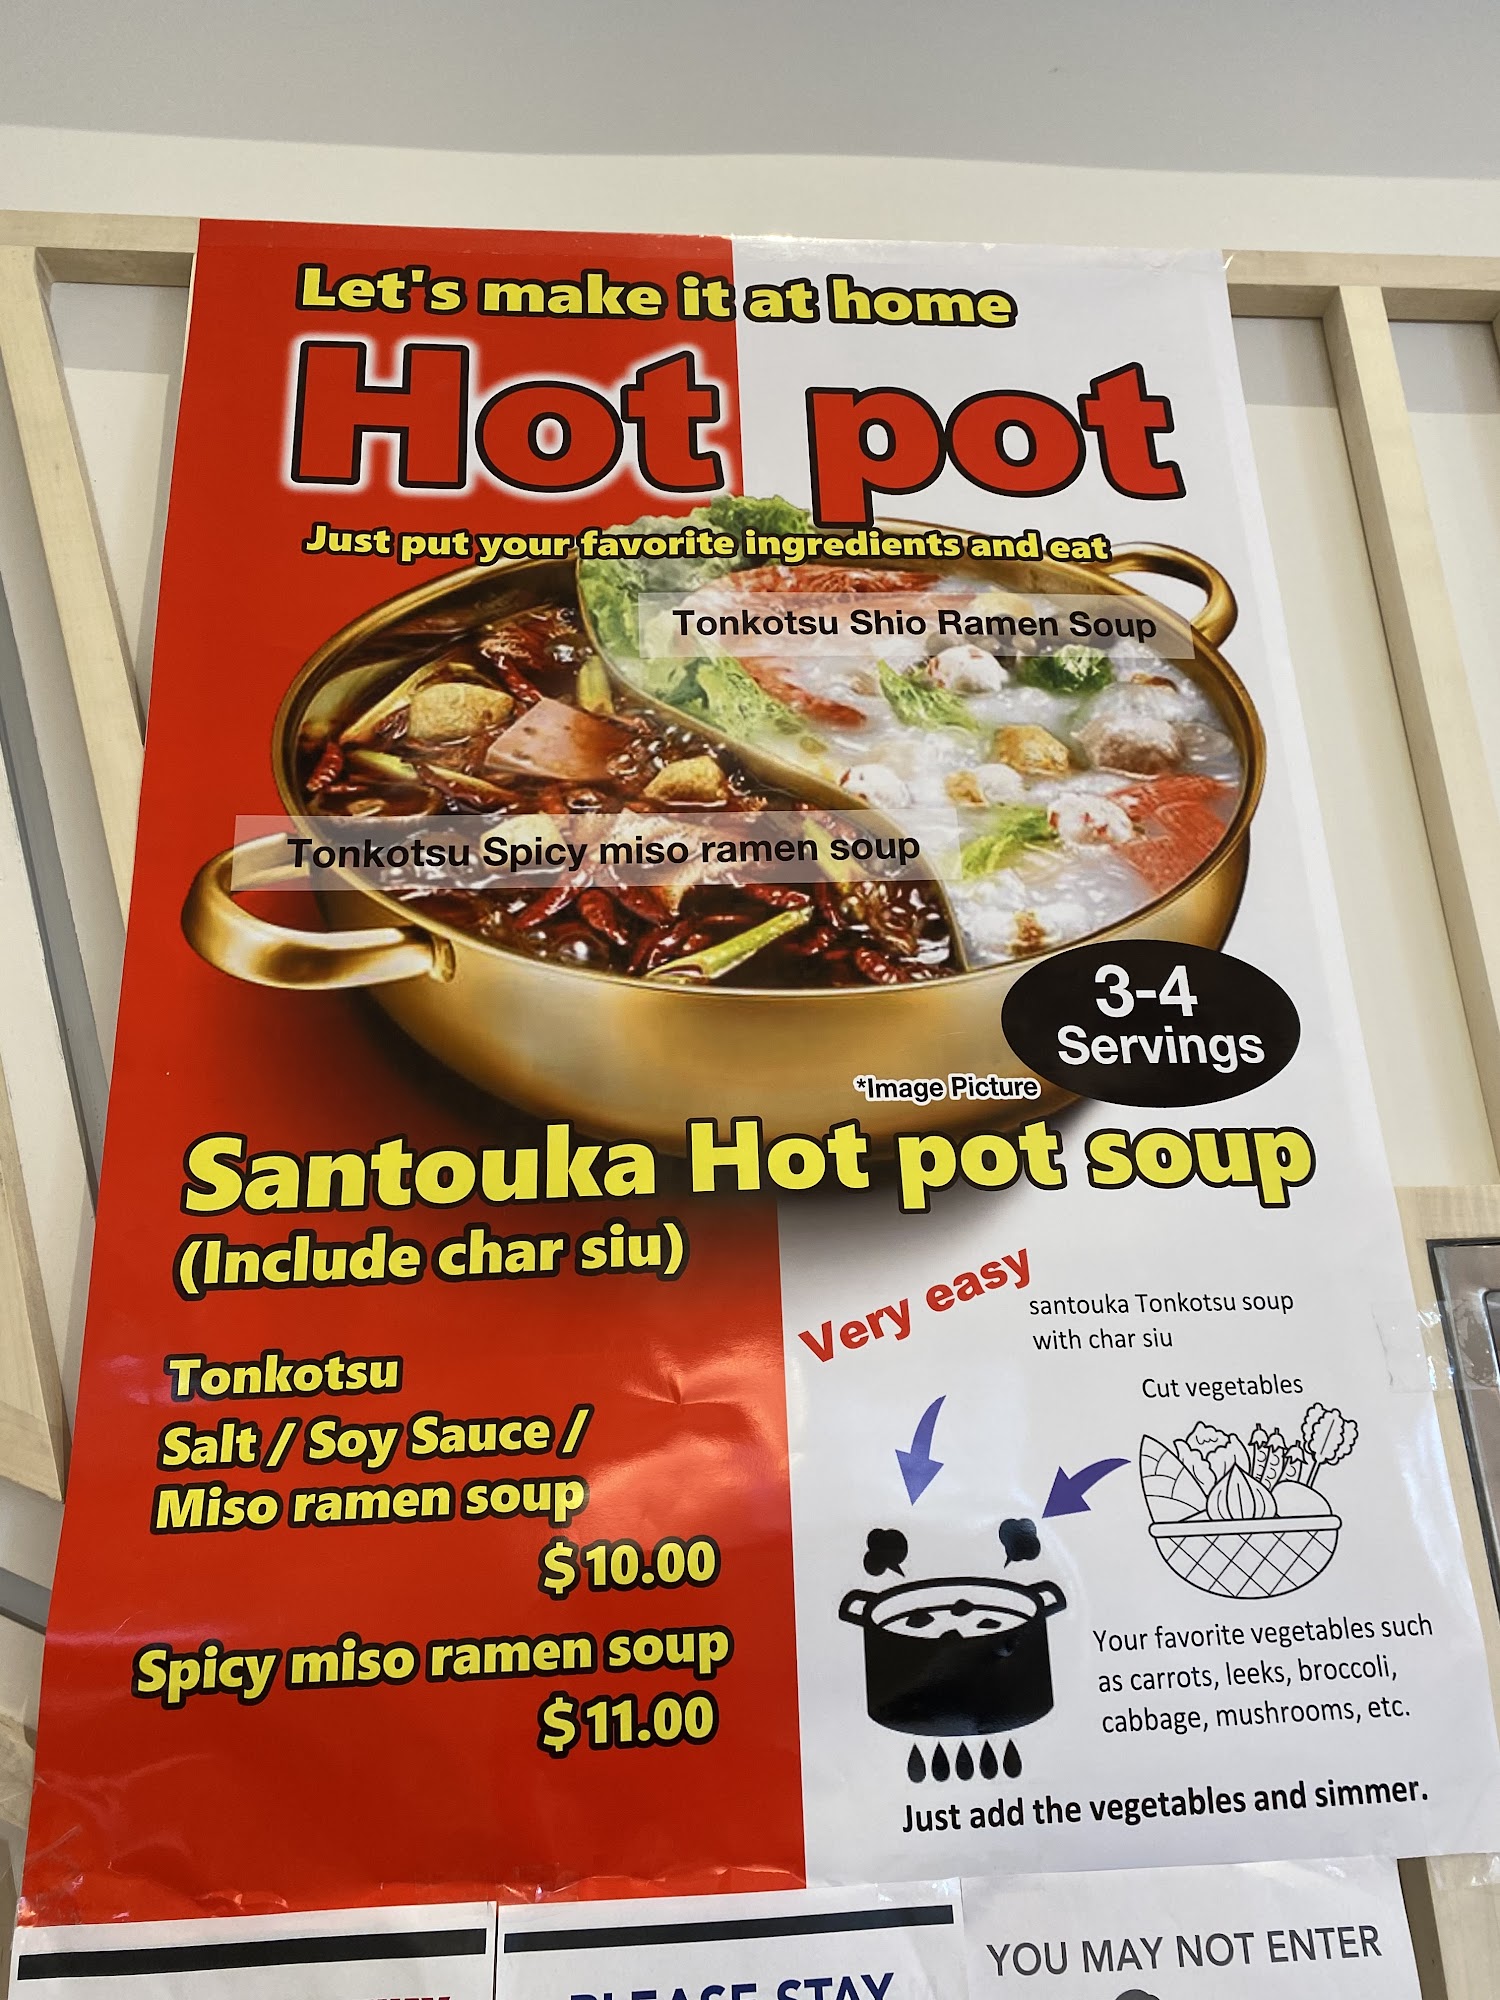 Let's make it at home
Hot pot
Just put your favorite ingredients and eat
Tonkotsu Shio Ramen Soup
Tonkotsu Spicy miso ramen soup
3-4
Servings
*Image Picture
Santouka Hot pot soup
(Include char siu)
Tonkotsu
Salt / Soy Sauce /
Miso ramen soup
$ 10.00
Spicy miso ramen soup
$ 11.00
Very easy
santouka Tonkotsu soup
with char siu
Cut vegetables
Your favorite vegetables such
as carrots, leeks, broccoli,
cabbage, mushrooms, etc.
Just add the vegetables and simmer.
PLEASE STAY
YOU MAY NOT ENTER